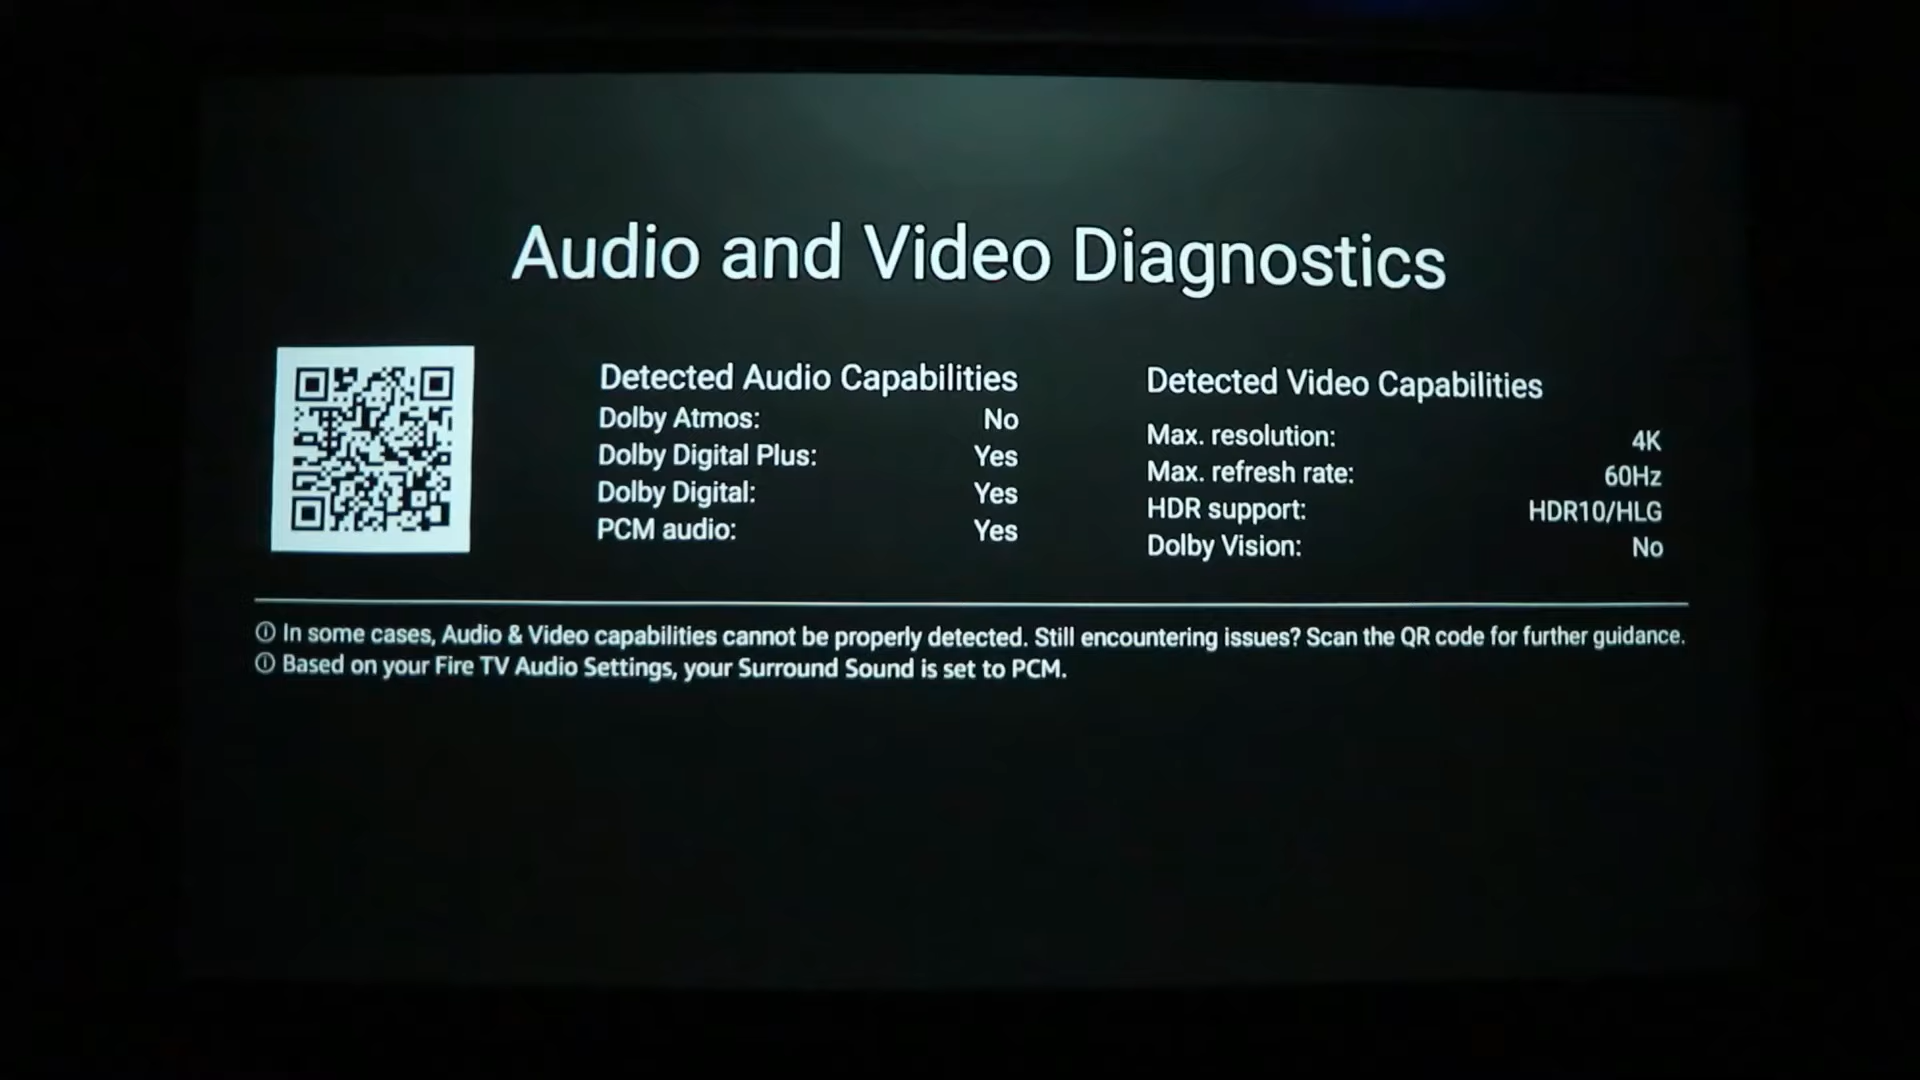 Audio and Video Diagnostics
Detected Audio Capabilities
Dolby Atmos: No
Dolby Digital Plus: Yes
Dolby Digital: Yes
PCM audio: Yes
Detected Video Capabilities
Max. resolution: 4K
Max. refresh rate: 60Hz
HDR support: HDR10/HLG
Dolby Vision: No
In some cases, Audio & Video capabilities cannot be properly detected. Still encountering issues? Scan the QR code for further guidance.
Based on your Fire TV Audio Settings, your Surround Sound is set to PCM.